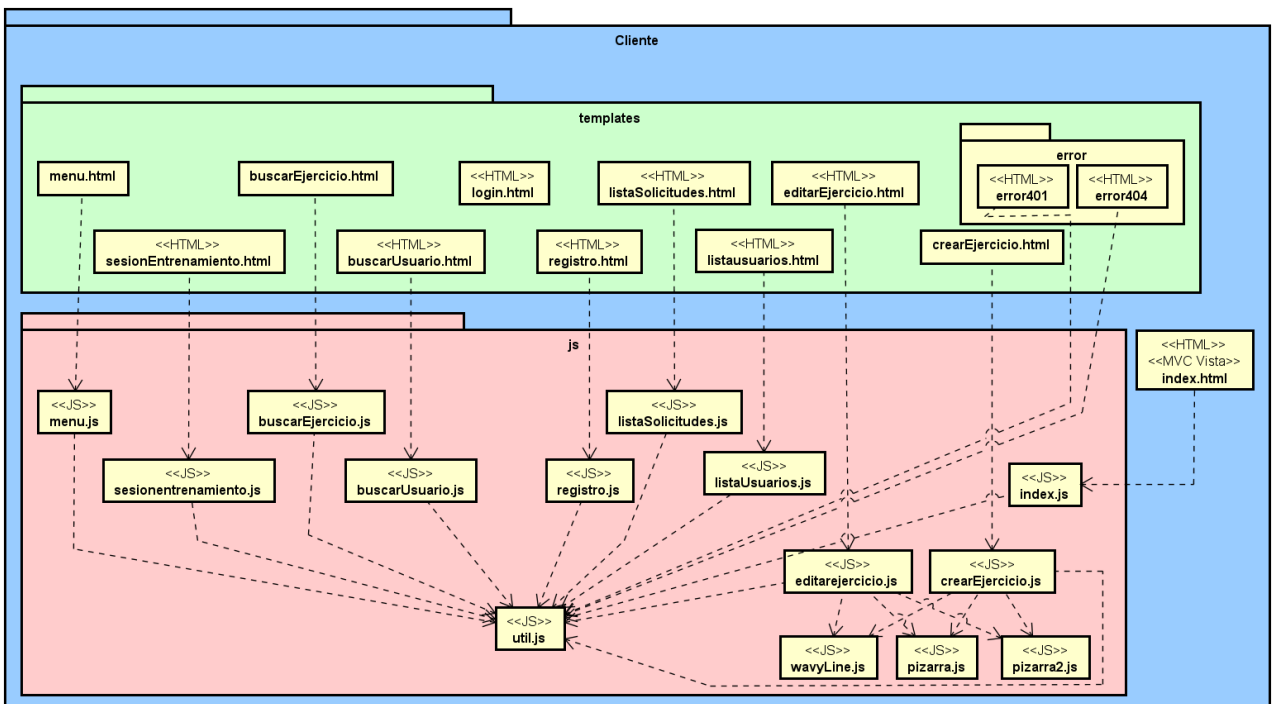 Cliente
templates
error
menu.html
buscarEjercicio.html
<<HTML>>
login.html
<<HTML>>
listaSolicitudes.html
<<HTML>>
editarEjercicio.html
<<HTML>>
error401
<<HTML>>
error404
<<HTML>>
sesionEntrenamiento.html
<<HTML>>
buscarUsuario.html
<<HTML>>
registro.html
<<HTML>>
listausuarios.html
crearEjercicio.html
js
<<HTML>>
<<MVC Vista>>
index.html
<<JS>>
menu.js
<<JS>>
buscarEjercicio.js
<<JS>>
listaSolicitudes.js
<<JS>>
sesionentrenamiento.js
<<JS>>
buscarUsuario.js
<<JS>>
registro.js
<<JS>>
listaUsuarios.js
<<JS>>
index.js
<<JS>>
editarejercicio.js
<<JS>>
crearEjercicio.js
<<JS>>
util.js
<<JS>>
wavyLine.js
<<JS>>
pizarra.js
<<JS>>
pizarra2.js